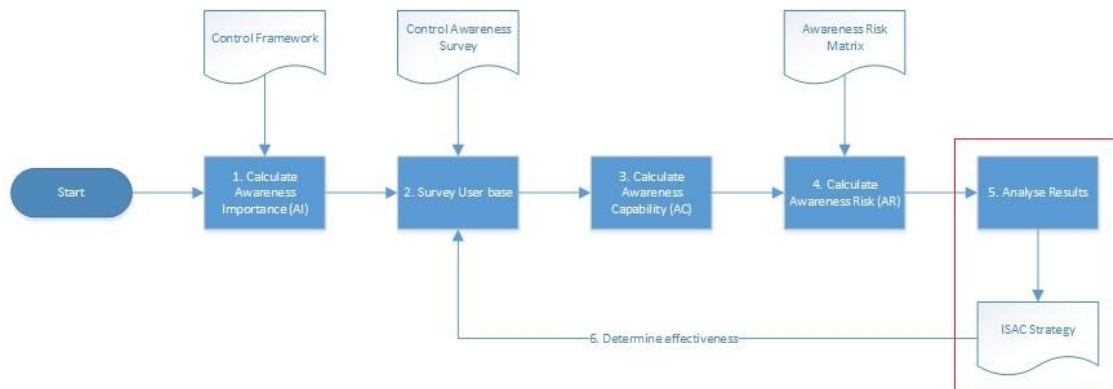 Control Framework
Control Awareness
Survey
Awareness Risk
Matrix
Start
1. Calculate
Awareness
Importance (AI)
2. Survey User base
3. Calculate
Awareness
Capability (AC)
4. Calculate
Awareness Risk (AR)
5. Analyse Results
6. Determine effectiveness
ISAC Strategy